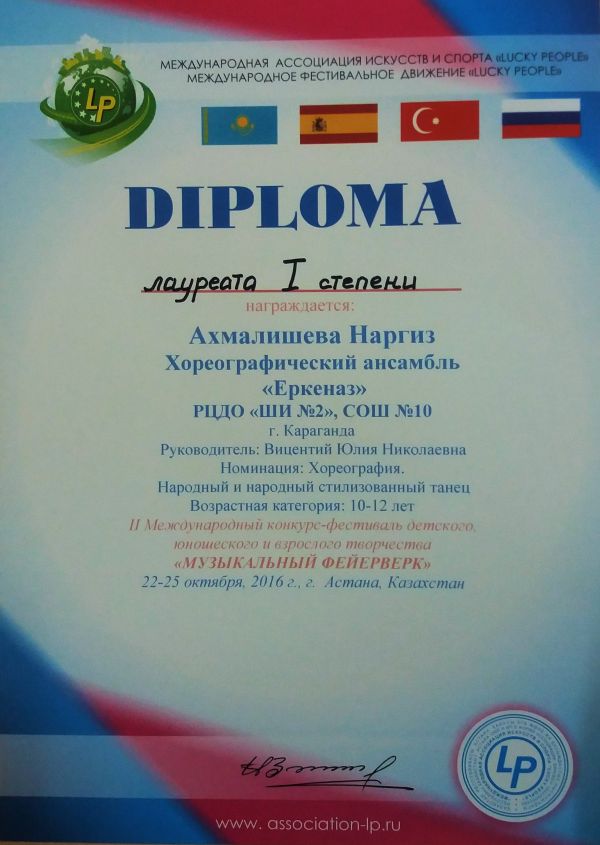 LP
МЕЖДУНАРОДНАЯ АССОЦИАЦИЯ ИСКУССТВ И СПОРТА «LUCKY PEOPLE»
МЕЖДУНАРОДНОЕ ФЕСТИВАЛЬНОЕ ДВИЖЕНИЕ «LUCKY PEOPLE»
DIPLOMA
лауреата I степени
награждается:
Ахмалишева Наргиз
Хореографический ансамбль
«Еркеназ»
РЦДО «ШИ №2», СОШ №10
г. Караганда
Руководитель: Вицентий Юлия Николаевна
Номинация: Хореография.
Народный и народный стилизованный танец
Возрастная категория: 10-12 лет
II Международный конкурс-фестиваль детского,
юношеского и взрослого творчества
«МУЗЫКАЛЬНЫЙ ФЕЙЕРВЕРК»
22-25 октября, 2016 г., г. Астана, Казахстан
LP
www. association-lp.ru